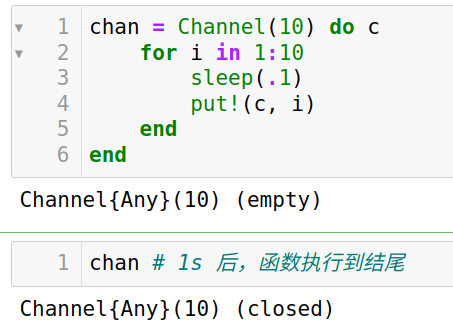 1 chan = Channel(10) do c
2     for i in 1:10
3         sleep(.1)
4         put!(c, i)
5     end
6 end
Channel{Any}(10) (empty)
1 chan # 1s 后，函数执行到结尾
Channel{Any}(10) (closed)